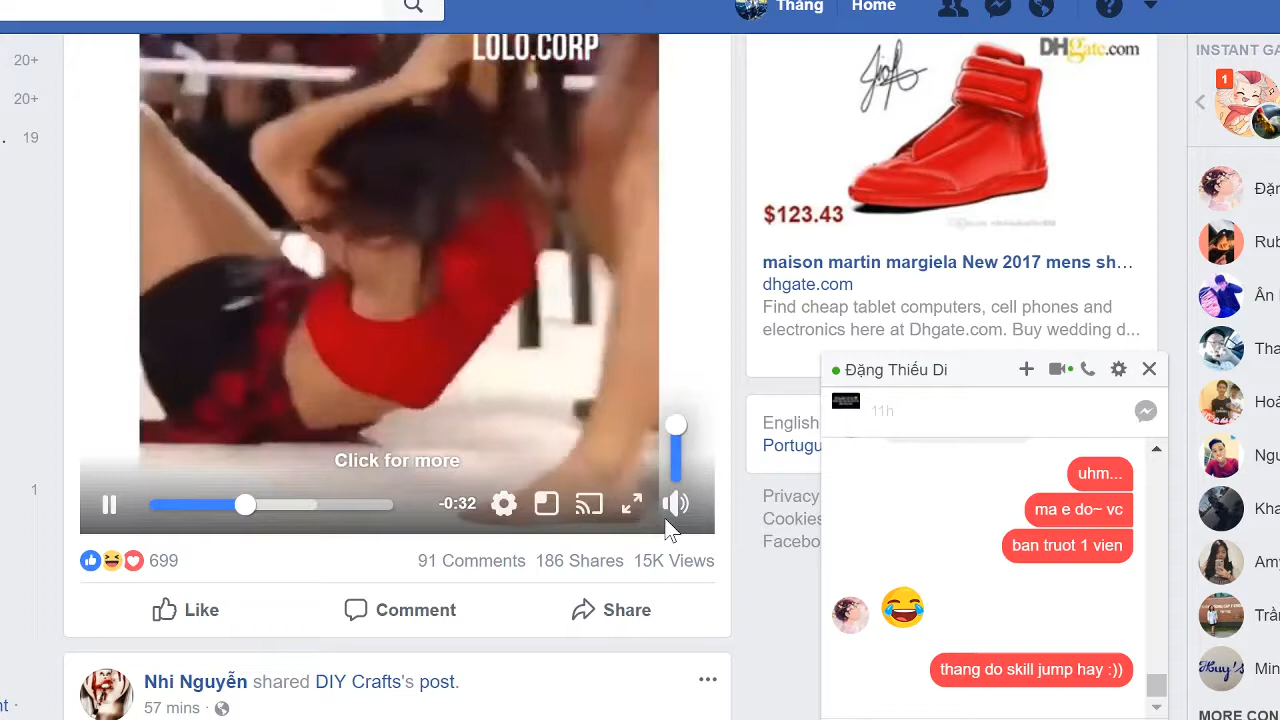 Thắng
Home
20+
20+
19
1
LOLO.CORP
Click for more
-0:32
699
91 Comments 186 Shares 15K Views
Like
Comment
Share
Nhi Nguyễn shared DIY Crafts's post.
57 mins ·
DHgate.com
$123.43
maison martin margiela New 2017 mens sh...
dhgate.com
Find cheap tablet computers, cell phones and
electronics here at Dhgate.com. Buy wedding d...
English
Portugu
Privacy
Cookies
Facebo
Đặng Thiếu Di
11h
uhm...
ma e do~ vc
ban truot 1 vien
thang do skill jump hay :))
INSTANT GA
1
Đặn
Rub
Ân
Tha
Hoà
Ngu
Kha
Amy
Trầ
Min
MORE CON